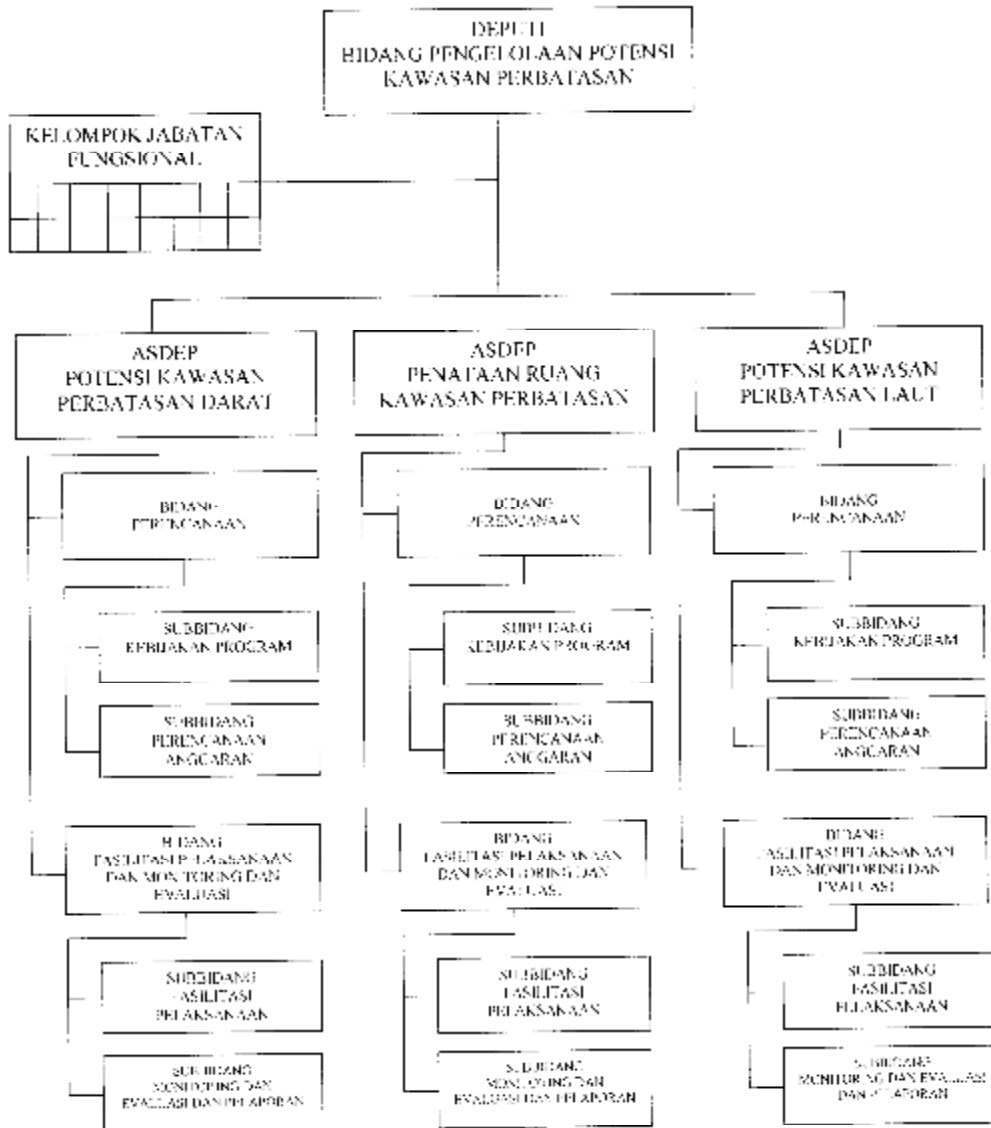 DEPUTI
BIDANG PENGELOLAAN POTENSI
KAWASAN PERBATASAN
KELOMPOK JABATAN
FUNGSIONAL
ASDEP
POTENSI KAWASAN
PERBATASAN DARAT
ASDEP
PENATAAN RUANG
KAWASAN PERBATASAN
ASDEP
POTENSI KAWASAN
PERBATASAN LAUT
BIDANG
PERENCANAAN
BIDANG
PERENCANAAN
BIDANG
PERENCANAAN
SUBBIDANG
KEBIJAKAN PROGRAM
SUBBIDANG
KEBIJAKAN PROGRAM
SUBBIDANG
KEBIJAKAN PROGRAM
SUBBIDANG
PERENCANAAN
ANGGARAN
SUBBIDANG
PERENCANAAN
ANGGARAN
SUBBIDANG
PERENCANAAN
ANGGARAN
BIDANG
FASILITASI PELAKSANAAN
DAN MONITORING DAN
EVALUASI
BIDANG
FASILITASI PELAKSANAAN
DAN MONITORING DAN
EVALUASI
BIDANG
FASILITASI PELAKSANAAN
DAN MONITORING DAN
EVALUASI
SUBBIDANG
FASILITASI
PELAKSANAAN
SUBBIDANG
FASILITASI
PELAKSANAAN
SUBBIDANG
FASILITASI
PELAKSANAAN
SUBBIDANG
MONITORING DAN
EVALUASI DAN PELAPORAN
SUBBIDANG
MONITORING DAN
EVALUASI DAN PELAPORAN
SUBBIDANG
MONITORING DAN EVALUASI
DAN PELAPORAN